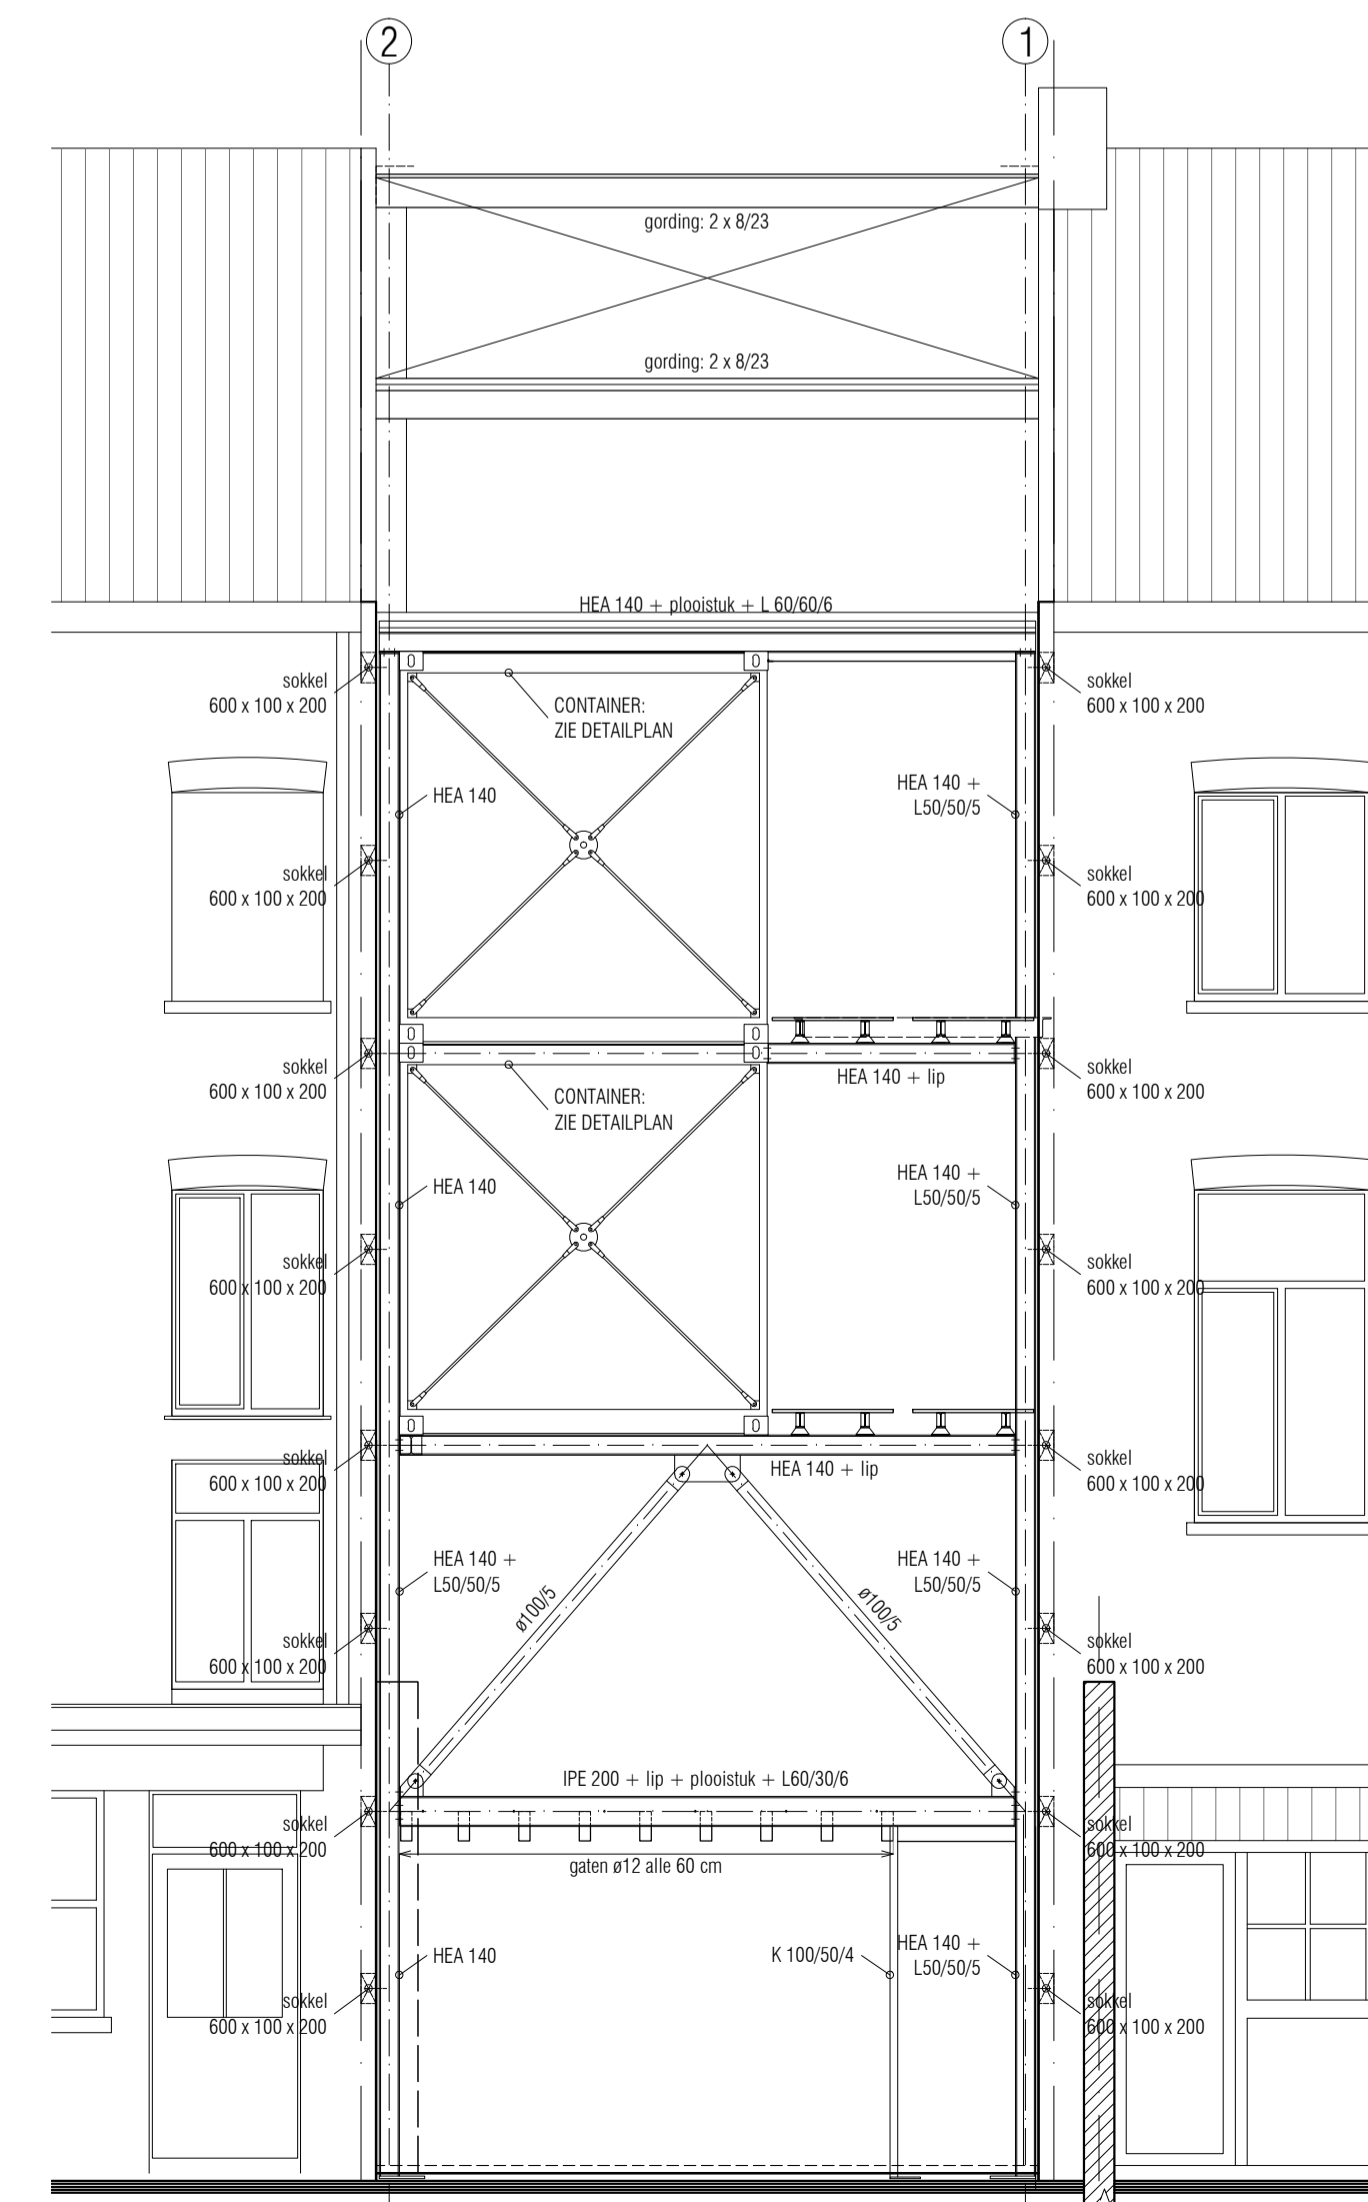 2
1
gording: 2 x 8/23
gording: 2 x 8/23
HEA 140 + plooistuk + L 60/60/6
sokkel
600 x 100 x 200
CONTAINER:
ZIE DETAILPLAN
sokkel
600 x 100 x 200
HEA 140
HEA 140 +
L50/50/5
sokkel
600 x 100 x 200
sokkel
600 x 100 x 200
sokkel
600 x 100 x 200
HEA 140 + lip
sokkel
600 x 100 x 200
CONTAINER:
ZIE DETAILPLAN
HEA 140
HEA 140 +
L50/50/5
sokkel
600 x 100 x 200
sokkel
600 x 100 x 200
sokkel
600 x 100 x 200
HEA 140 + lip
sokkel
600 x 100 x 200
HEA 140 +
L50/50/5
ø100/5
ø100/5
HEA 140 +
L50/50/5
sokkel
600 x 100 x 200
sokkel
600 x 100 x 200
IPE 200 + lip + plooistuk + L60/30/6
sokkel
600 x 100 x 200
sokkel
600 x 100 x 200
gaten ø12 alle 60 cm
HEA 140
K 100/50/4
HEA 140 +
L50/50/5
sokkel
600 x 100 x 200
sokkel
600 x 100 x 200